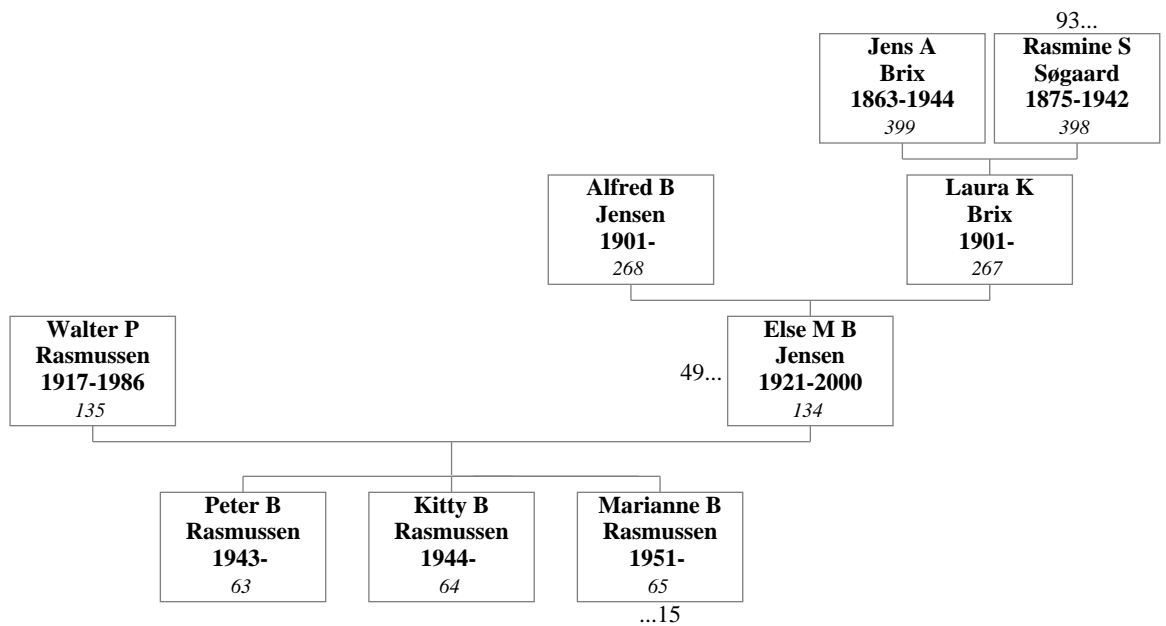 93...
Jens A
Brix
1863-1944
399
Rasmine S
Søgaard
1875-1942
398
Alfred B
Jensen
1901-
268
Laura K
Brix
1901-
267
Walter P
Rasmussen
1917-1986
135
49...
Else M B
Jensen
1921-2000
134
Peter B
Rasmussen
1943-
63
Kitty B
Rasmussen
1944-
64
Marianne B
Rasmussen
1951-
65
...15